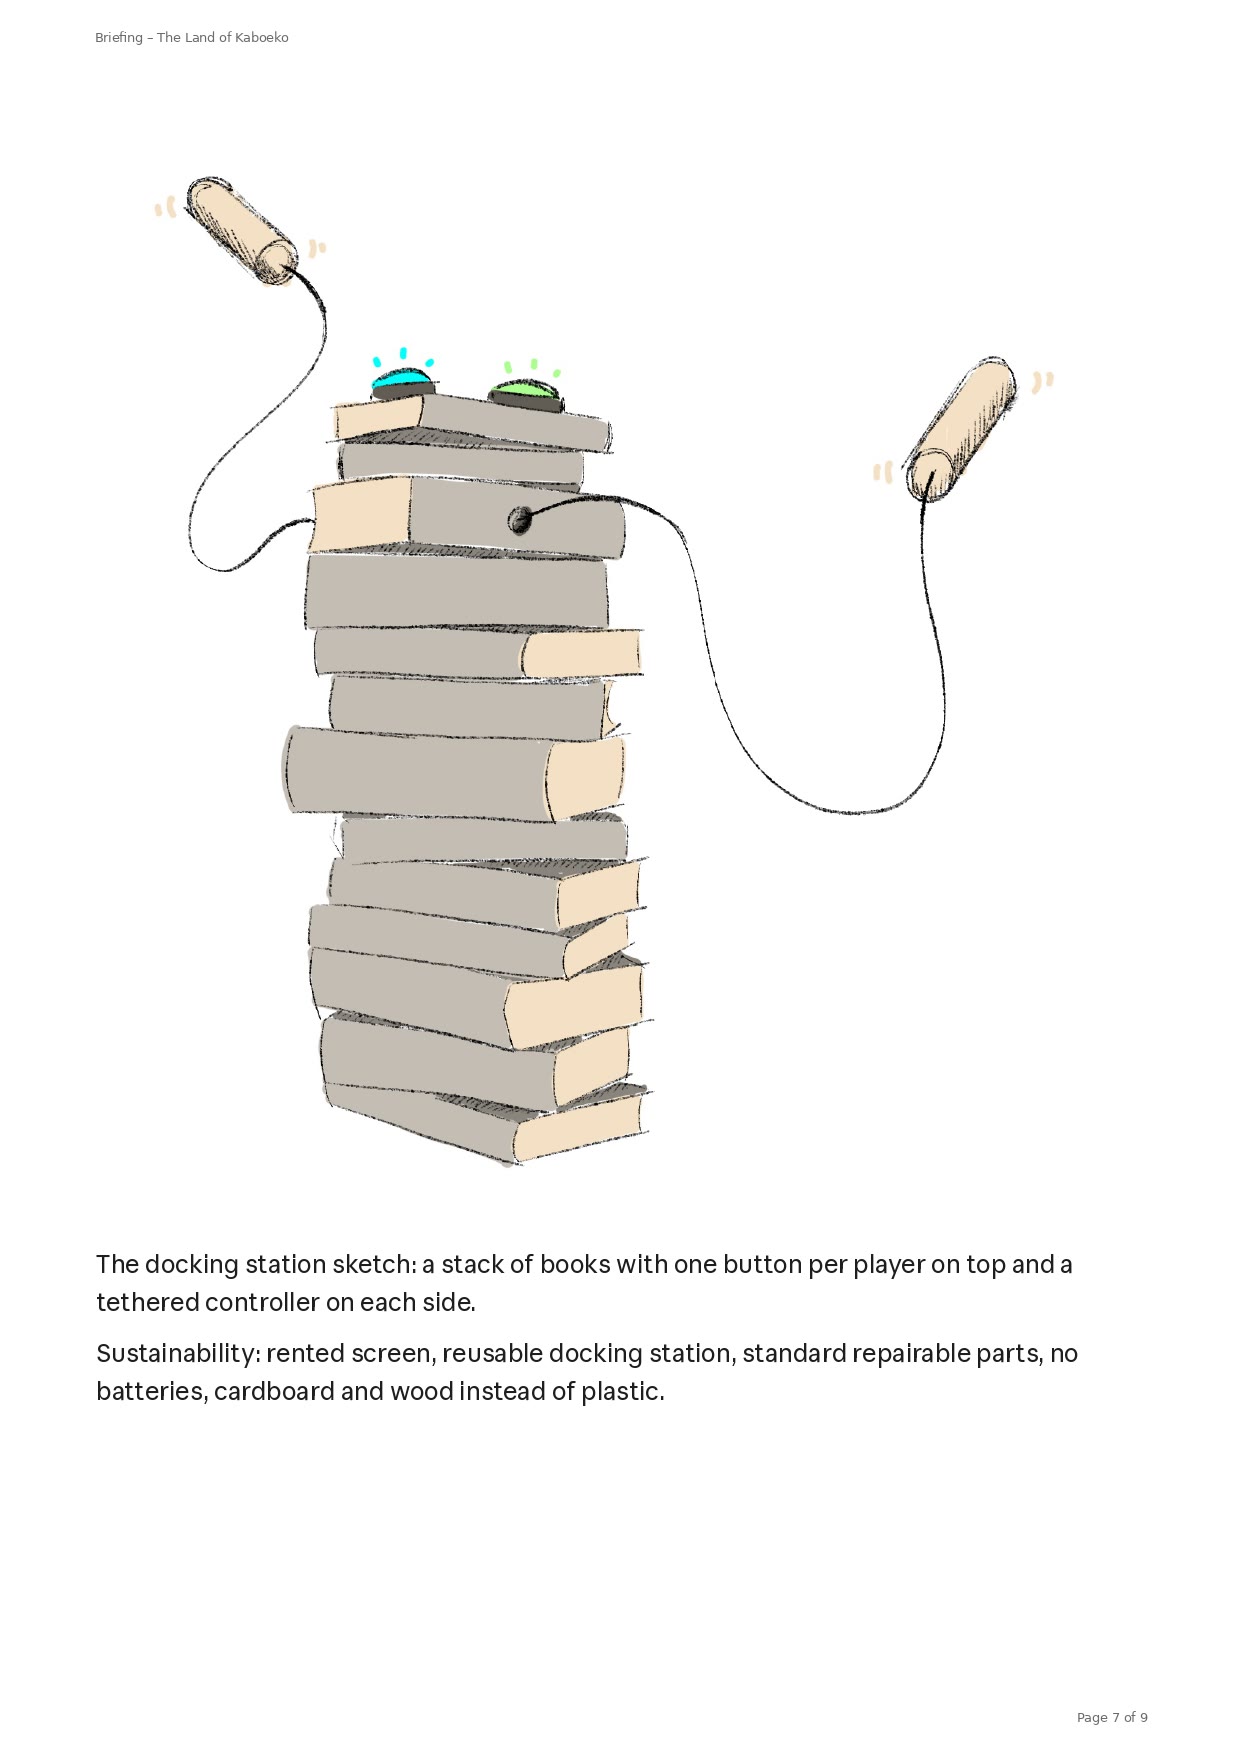 Briefing – The Land of Kaboeko
The docking station sketch: a stack of books with one button per player on top and a
tethered controller on each side.
Sustainability: rented screen, reusable docking station, standard repairable parts, no
batteries, cardboard and wood instead of plastic.
Page 7 of 9